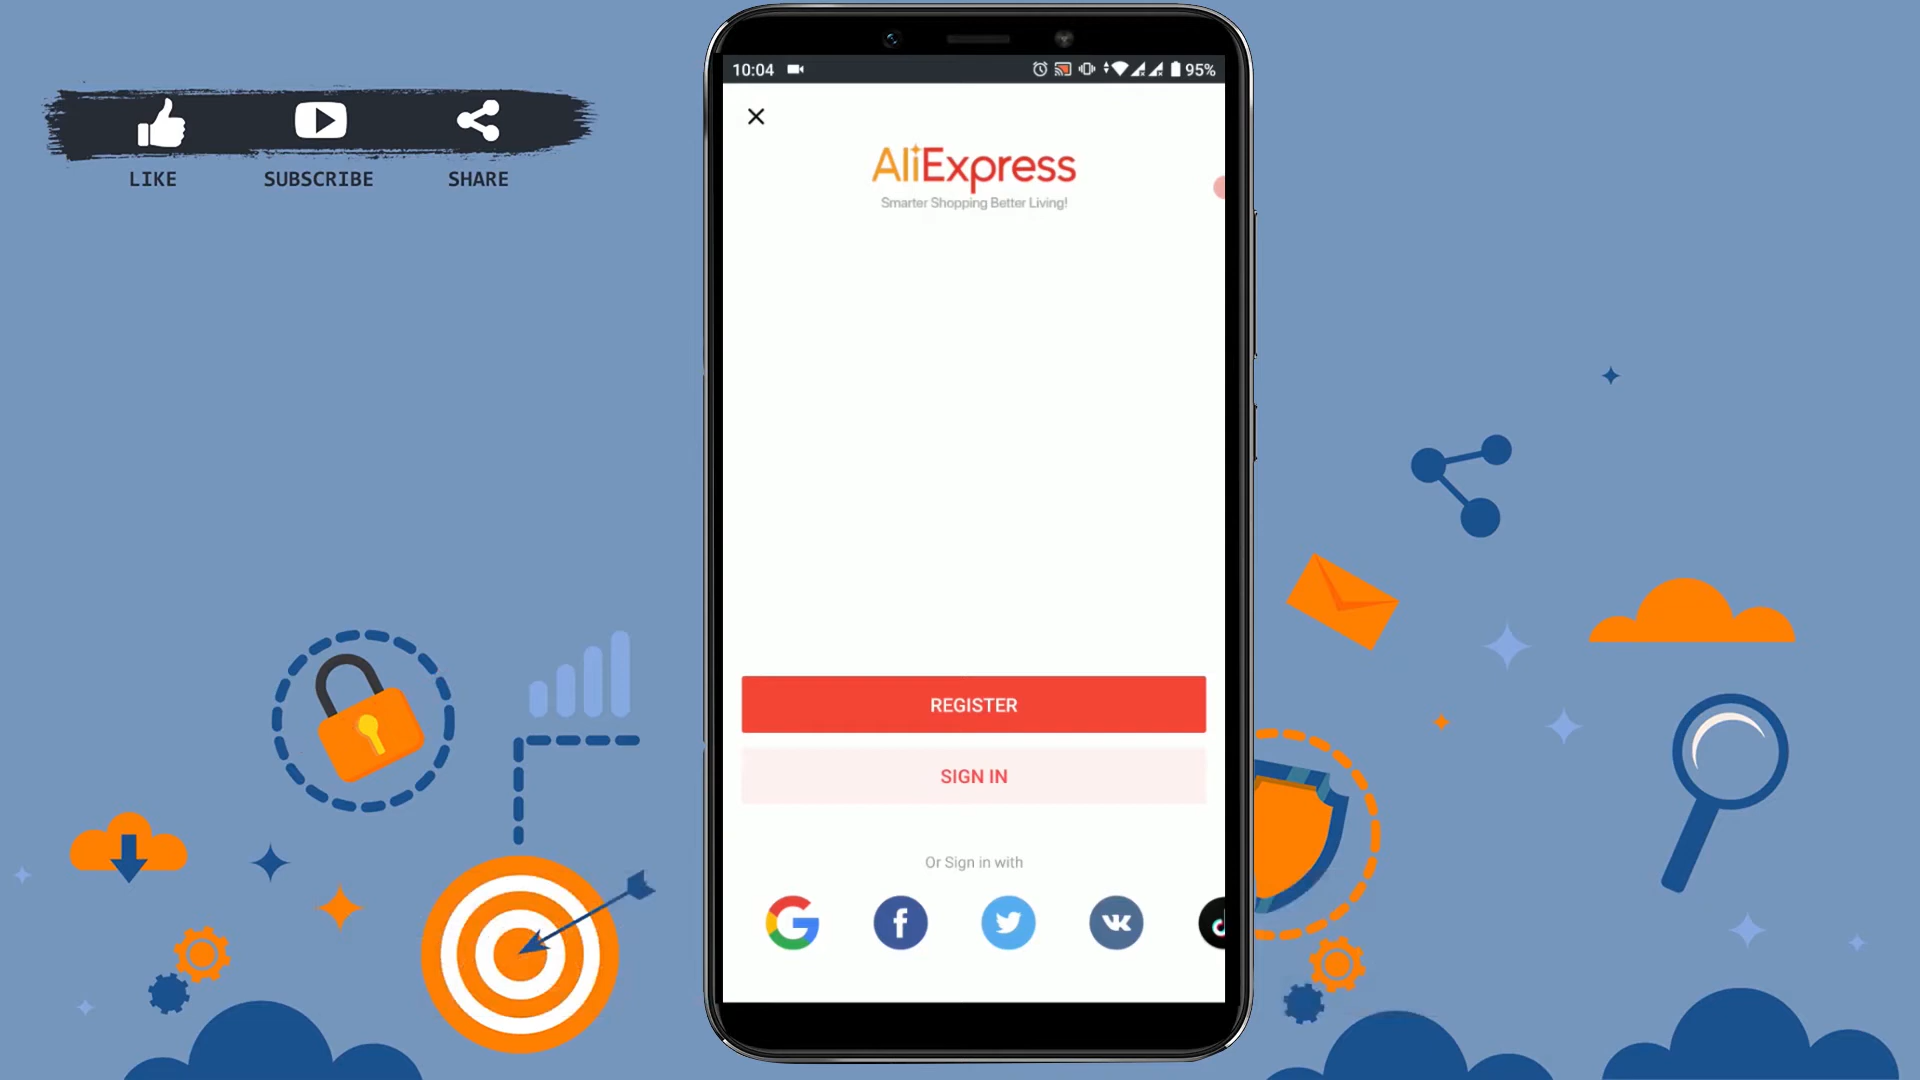 LIKE
SUBSCRIBE
SHARE
10:04
95%
AliExpress
Smarter Shopping Better Living!
REGISTER
SIGN IN
Or Sign in with